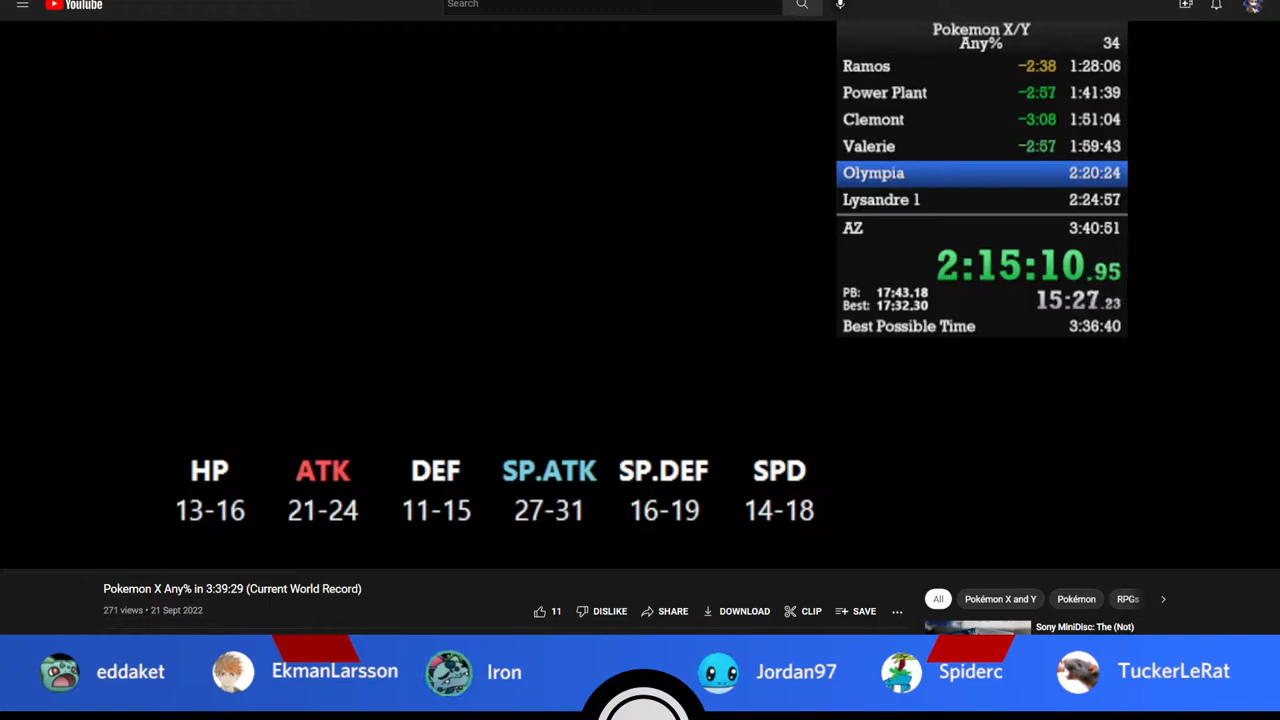 YouTube
Search
Pokemon X/Y
Any% 34
Ramos -2:38 1:28:06
Power Plant -2:57 1:41:39
Clemont -3:08 1:51:04
Valerie -2:57 1:59:43
Olympia 2:20:24
Lysandre 1 2:24:57
AZ 3:40:51
2:15:10.95
PB: 17:43.18
Best: 17:32.30
15:27.23
Best Possible Time 3:36:40
HP ATK DEF SP.ATK SP.DEF SPD
13-16 21-24 11-15 27-31 16-19 14-18
Pokemon X Any% in 3:39:29 (Current World Record)
271 views • 21 Sept 2022
11 DISLIKE SHARE DOWNLOAD CLIP SAVE ...
All Pokémon X and Y Pokémon RPGs
Sony MiniDisc: The (Not)
eddaket EkmanLarsson Iron Jordan97 Spiderc TuckerLeRat